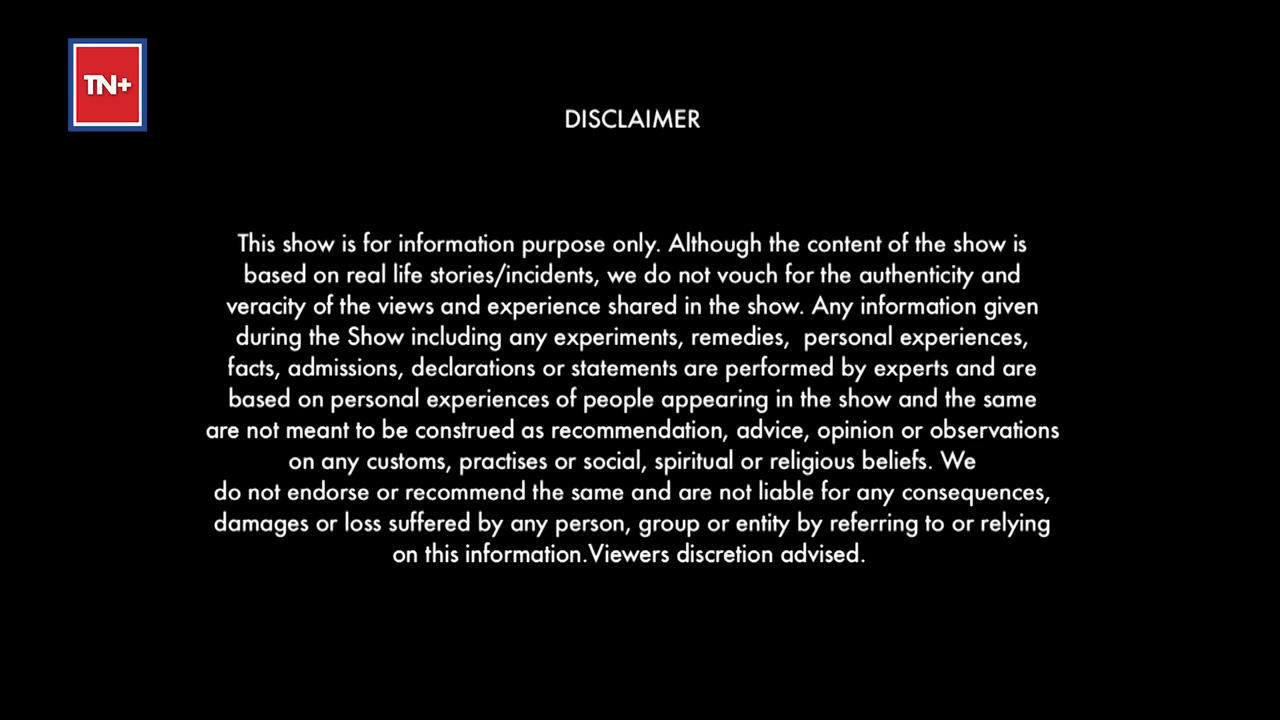 TN+
DISCLAIMER
This show is for information purpose only. Although the content of the show is
based on real life stories/incidents, we do not vouch for the authenticity and
veracity of the views and experience shared in the show. Any information given
during the Show including any experiments, remedies,  personal experiences,
facts, admissions, declarations or statements are performed by experts and are
based on personal experiences of people appearing in the show and the same
are not meant to be construed as recommendation, advice, opinion or observations
on any customs, practises or social, spiritual or religious beliefs. We
do not endorse or recommend the same and are not liable for any consequences,
damages or loss suffered by any person, group or entity by referring to or relying
on this information.Viewers discretion advised.